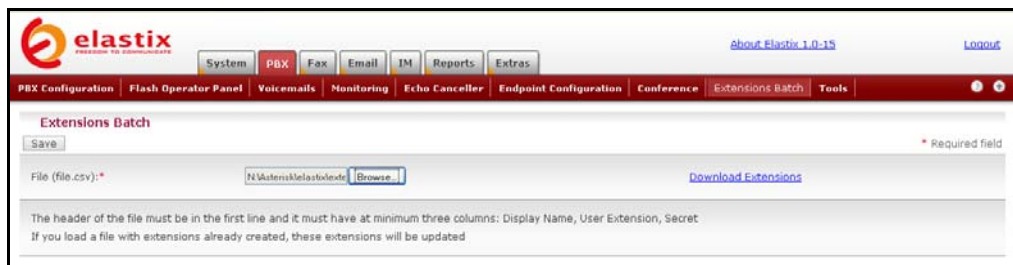 elastix
FREEDOM TO COMMUNICATE
About Elastix 1.0-15
Logout
System PBX Fax Email IM Reports Extras
PBX Configuration Flash Operator Panel Voicemails Monitoring Echo Canceller Endpoint Configuration Conference Extensions Batch Tools
Extensions Batch
Save
* Required field
File (file.csv):* N:\Asterisk\elastix\exte Browse... Download Extensions
The header of the file must be in the first line and it must have at minimum three columns: Display Name, User Extension, Secret
If you load a file with extensions already created, these extensions will be updated